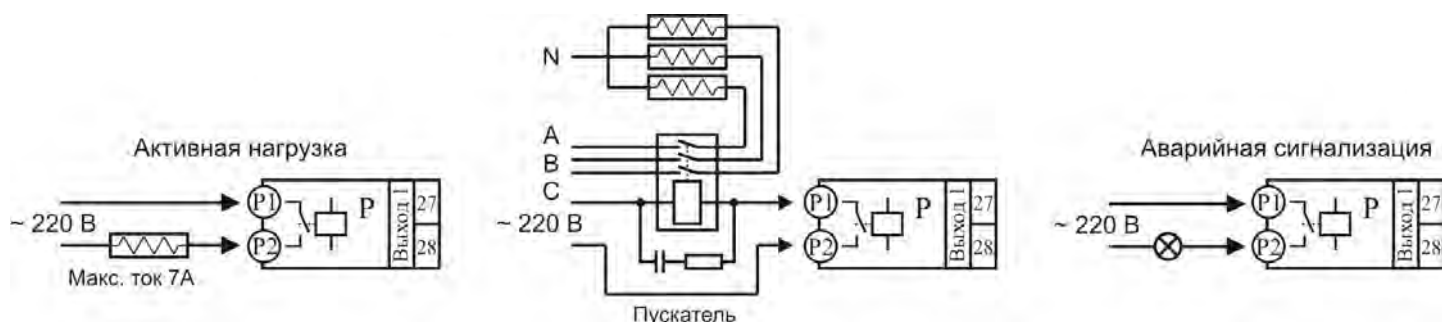 Активная нагрузка
~ 220 В
Макс. ток 7А
P1
P2
P
Выход 1
27
28
N
A
B
C
~ 220 В
Пускатель
P1
P2
P
Выход 1
27
28
Аварийная сигнализация
~ 220 В
P1
P2
P
Выход 1
27
28